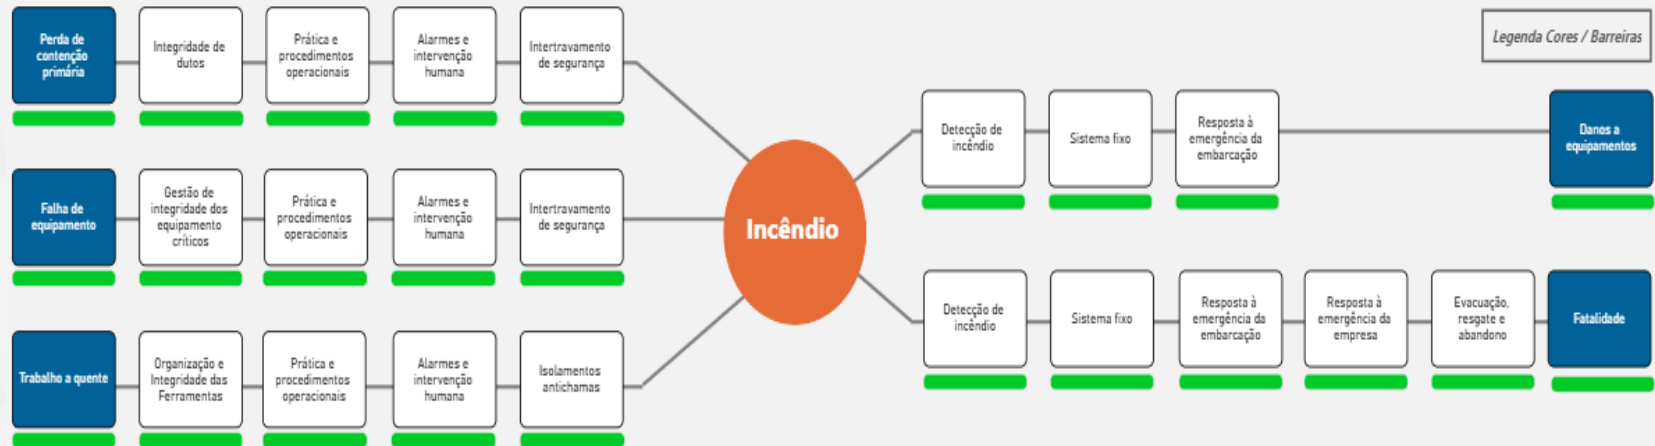 Perda de
contenção
primária
Integridade de
dutos
Prática e
procedimentos
operacionais
Alarmes e
intervenção
humana
Intertravamento
de segurança
Legenda Cores / Barreiras
Detecção de
incêndio
Sistema fixo
Resposta à
emergência da
embarcação
Danos a
equipamentos
Falha de
equipamento
Gestão de
integridade dos
equipamento
críticos
Prática e
procedimentos
operacionais
Alarmes e
intervenção
humana
Intertravamento
de segurança
Incêndio
Detecção de
incêndio
Sistema fixo
Resposta à
emergência da
embarcação
Resposta à
emergência da
empresa
Evacuação,
resgate e
abandono
Fatalidade
Trabalho a quente
Organização e
Integridade das
Ferramentas
Prática e
procedimentos
operacionais
Alarmes e
intervenção
humana
Isolamentos
antichamas